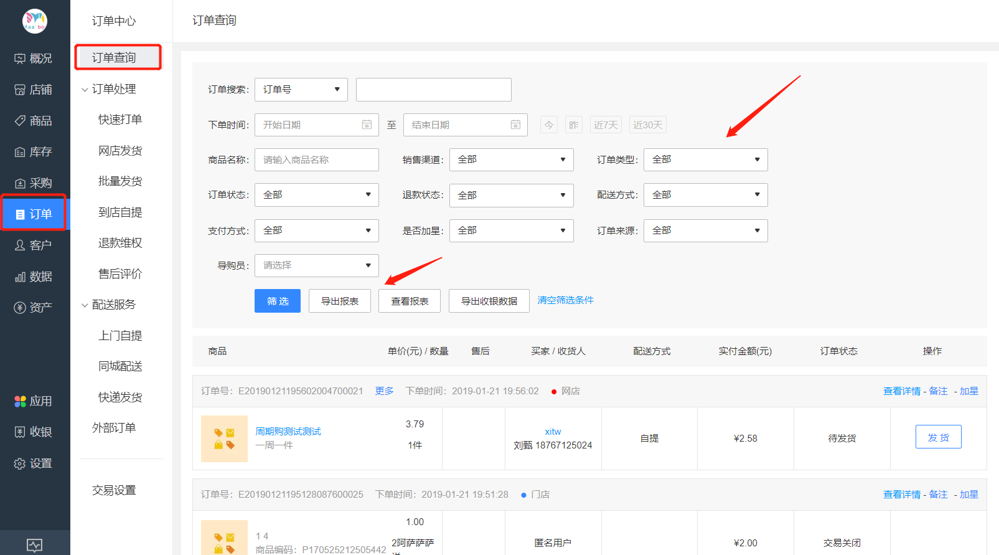 Maa bo
概况
店铺
商品
库存
采购
订单
客户
数据
资产
应用
收银
设置
订单中心
订单查询
订单处理
快速打单
网店发货
批量发货
到店自提
退款维权
售后评价
配送服务
上门自提
同城配送
快递发货
外部订单
交易设置
订单查询
订单搜索： 订单号
下单时间： 开始日期 至 结束日期 今 昨 近7天 近30天
商品名称： 请输入商品名称 销售渠道： 全部 订单类型： 全部
订单状态： 全部 退款状态： 全部 配送方式： 全部
支付方式： 全部 是否加星： 全部 订单来源： 全部
导购员： 请选择
筛 选 导出报表 查看报表 导出收银数据 清空筛选条件
商品 单价(元) / 数量 售后 买家 / 收货人 配送方式 实付金额(元) 订单状态 操作
订单号：E20190121195602004700021 更多 下单时间：2019-01-21 19:56:02 网店 查看详情 - 备注 - 加星
周期购测试测试 3.79 xitw 自提 ¥2.58 待发货 发 货
一周一件 1件 刘甄 18767125024
订单号：E20190121195128087600025 下单时间：2019-01-21 19:51:28 门店 查看详情 - 备注 - 加星
1 4 1.00 匿名用户 ¥2.00 交易关闭
商品编码：P170525212505442 2阿萨萨萨